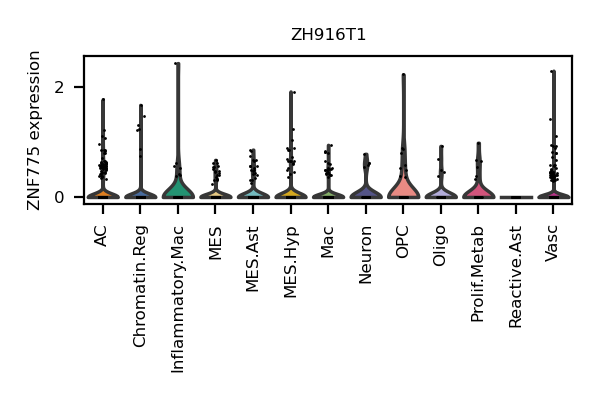 ZH916T1
ZNF775 expression
2
0
AC
Chromatin.Reg
Inflammatory.Mac
MES
MES.Ast
MES.Hyp
Mac
Neuron
OPC
Oligo
Prolif.Metab
Reactive.Ast
Vasc